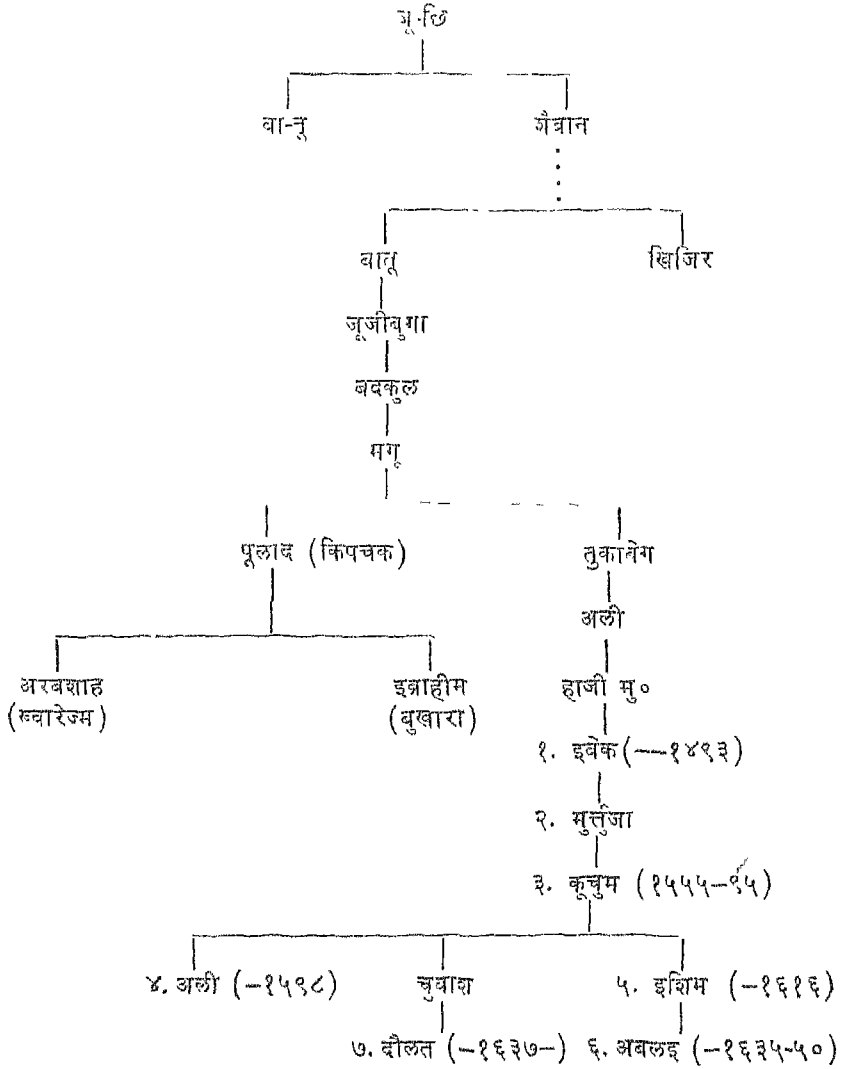 जू-छि
बा-तू शैबान
बातू खिजिर
जूजीबुगा
बदकुल
मगू
पूलाद (किपचक) तुकाबेग
अली
अरबशाह इब्राहीम हाजी मु०
(ख्वारेज्म) (बुखारा)
१. इबेक (—१४९३)
२. मुर्त्तुजा
३. कूचुम (१५५५–९५)
४. अली (–१५९८) चुवाश ५. इशिम (–१६१६)
७. दौलत (–१६३७–) ६. अबलइ (–१६३५-५०)